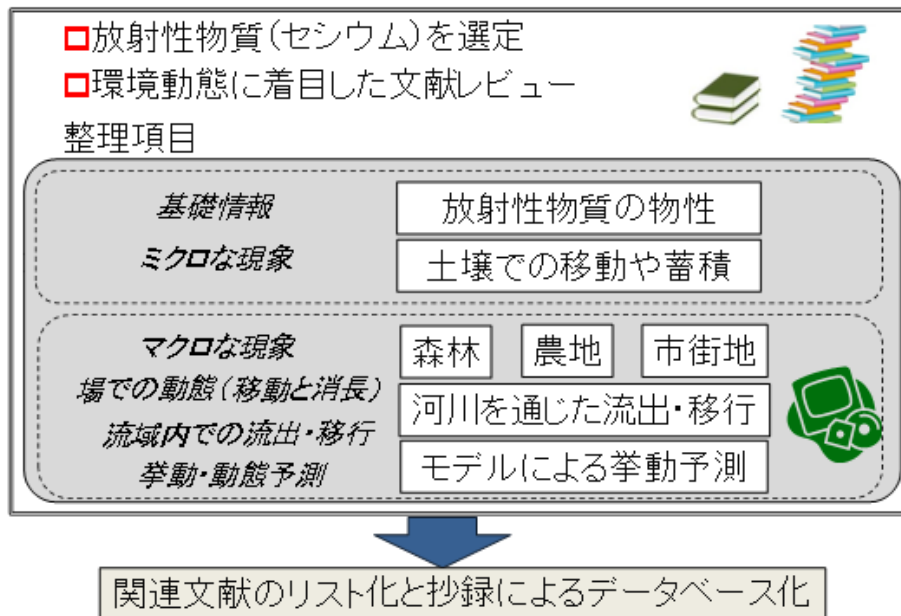 放射性物質(セシウム)を選定
環境動態に着目した文献レビュー
整理項目
基礎情報
放射性物質の物性
ミクロな現象
土壌での移動や蓄積
マクロな現象
森林 農地 市街地
場での動態(移動と消長)
河川を通じた流出・移行
流域内での流出・移行
挙動・動態予測
モデルによる挙動予測
関連文献のリスト化と抄録によるデータベース化